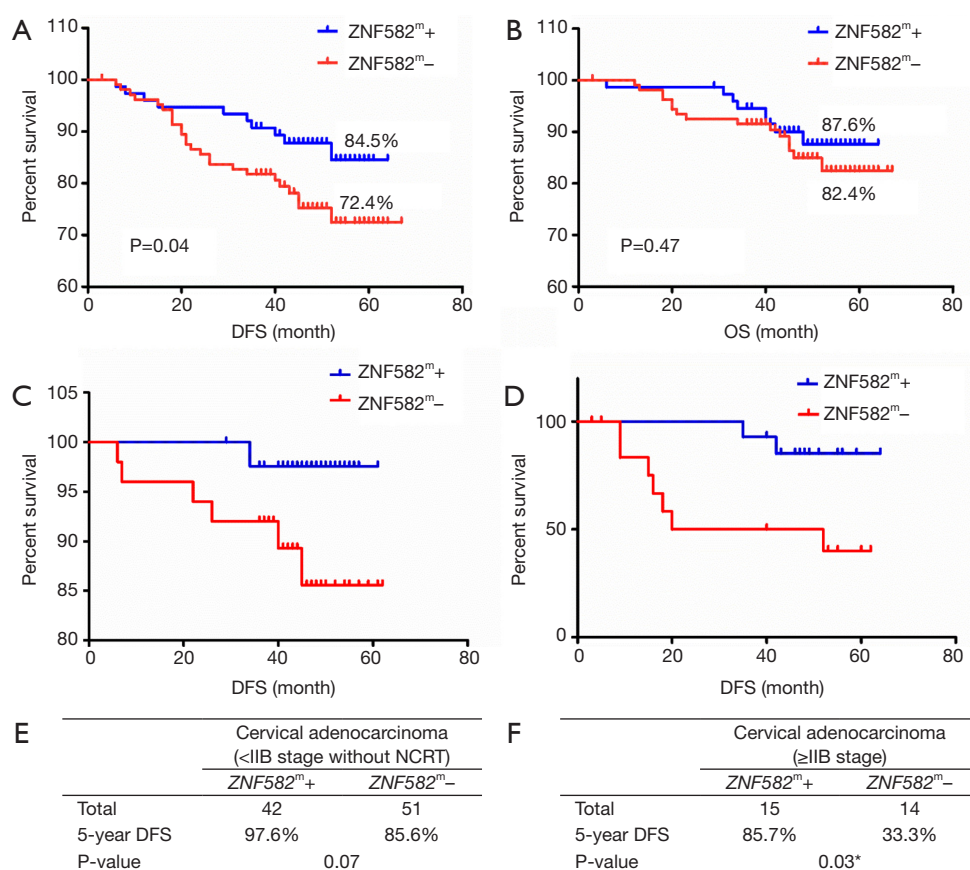 A
ZNF582ᵐ+
ZNF582ᵐ−
110
100
90
80
70
60
Percent survival
84.5%
72.4%
P=0.04
0 20 40 60 80
DFS (month)
B
ZNF582ᵐ+
ZNF582ᵐ−
110
100
90
80
70
60
Percent survival
87.6%
82.4%
P=0.47
0 20 40 60 80
OS (month)
C
ZNF582ᵐ+
ZNF582ᵐ−
105
100
95
90
85
80
Percent survival
0 20 40 60 80
DFS (month)
D
ZNF582ᵐ+
ZNF582ᵐ−
100
50
0
Percent survival
0 20 40 60 80
DFS (month)
E
Cervical adenocarcinoma
(<IIB stage without NCRT)
ZNF582ᵐ+ ZNF582ᵐ−
Total 42 51
5-year DFS 97.6% 85.6%
P-value 0.07
F
Cervical adenocarcinoma
(≥IIB stage)
ZNF582ᵐ+ ZNF582ᵐ−
Total 15 14
5-year DFS 85.7% 33.3%
P-value 0.03*